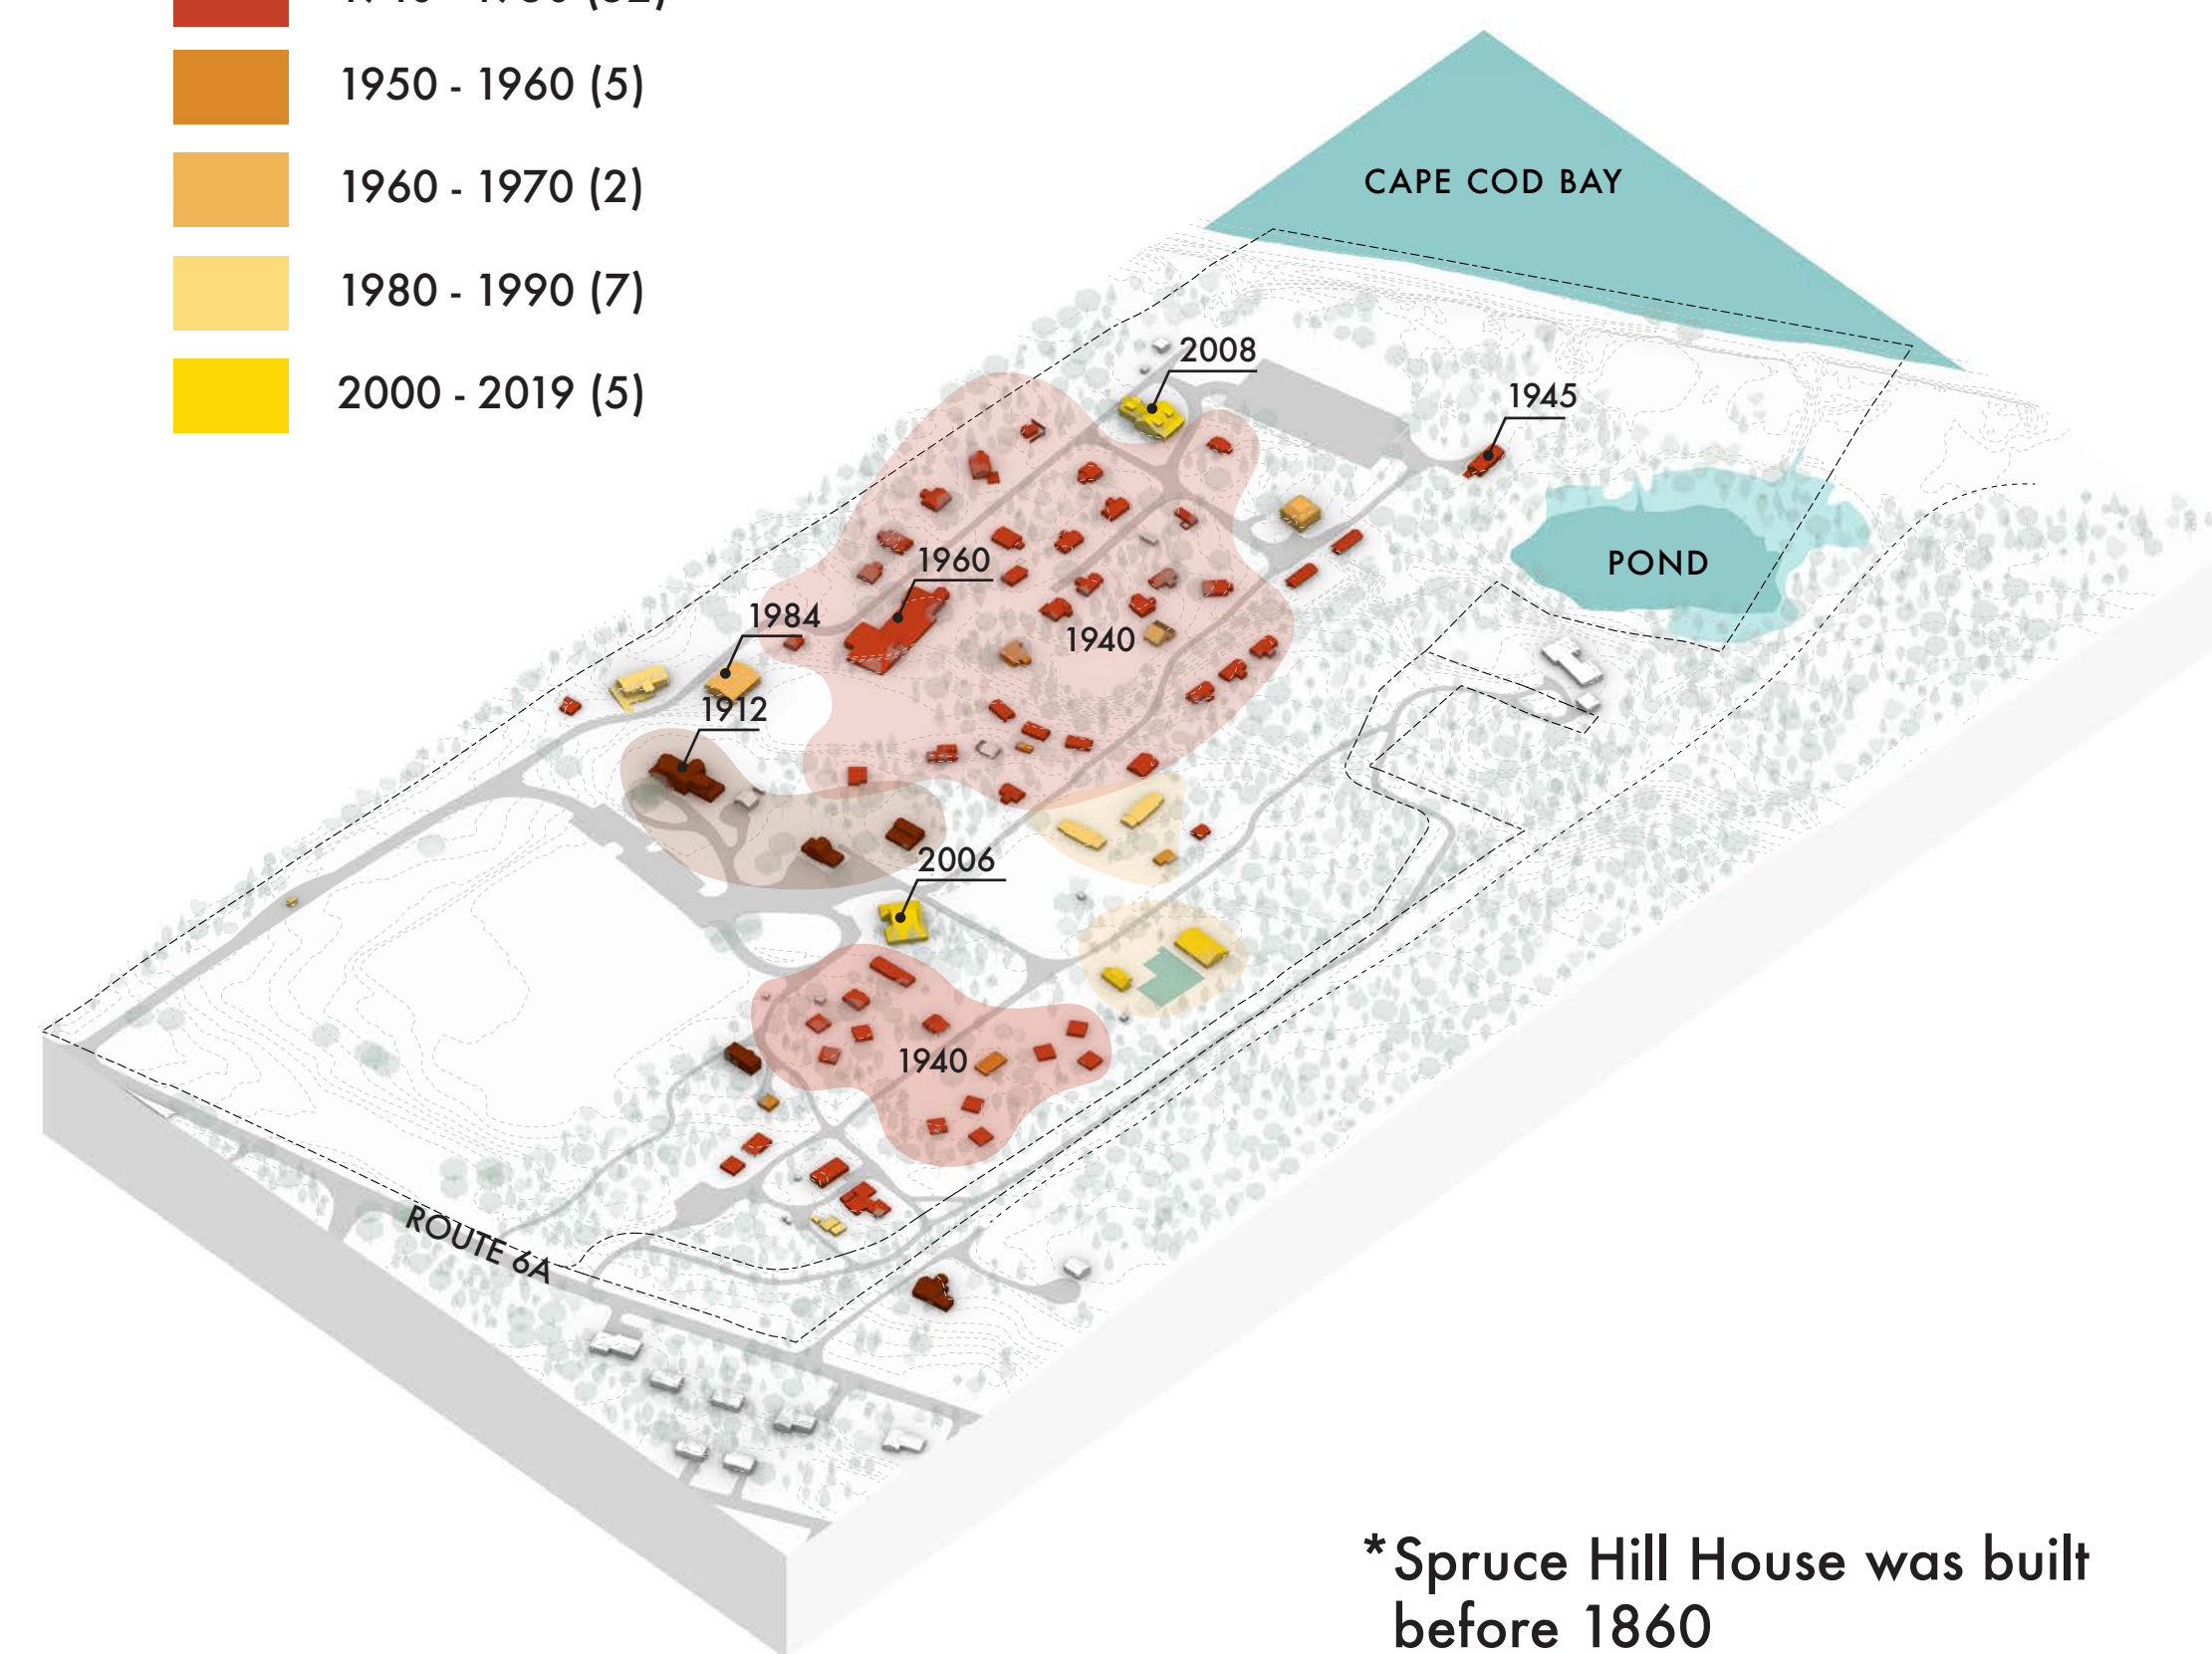 1950 - 1960 (5)
1960 - 1970 (2)
1980 - 1990 (7)
2000 - 2019 (5)
CAPE COD BAY
2008
1945
1960
POND
1984
1940
1912
2006
1940
ROUTE 6A
*Spruce Hill House was built
before 1860